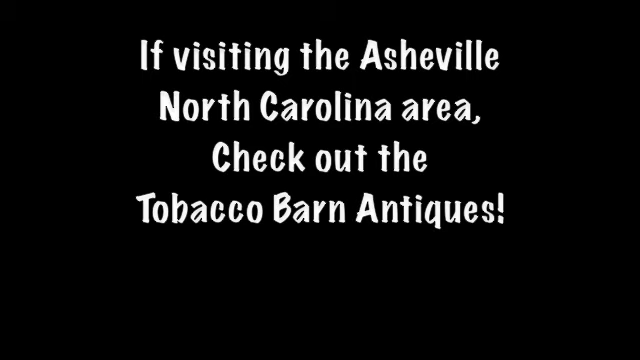 If visiting the Asheville
North Carolina area,
Check out the
Tobacco Barn Antiques!